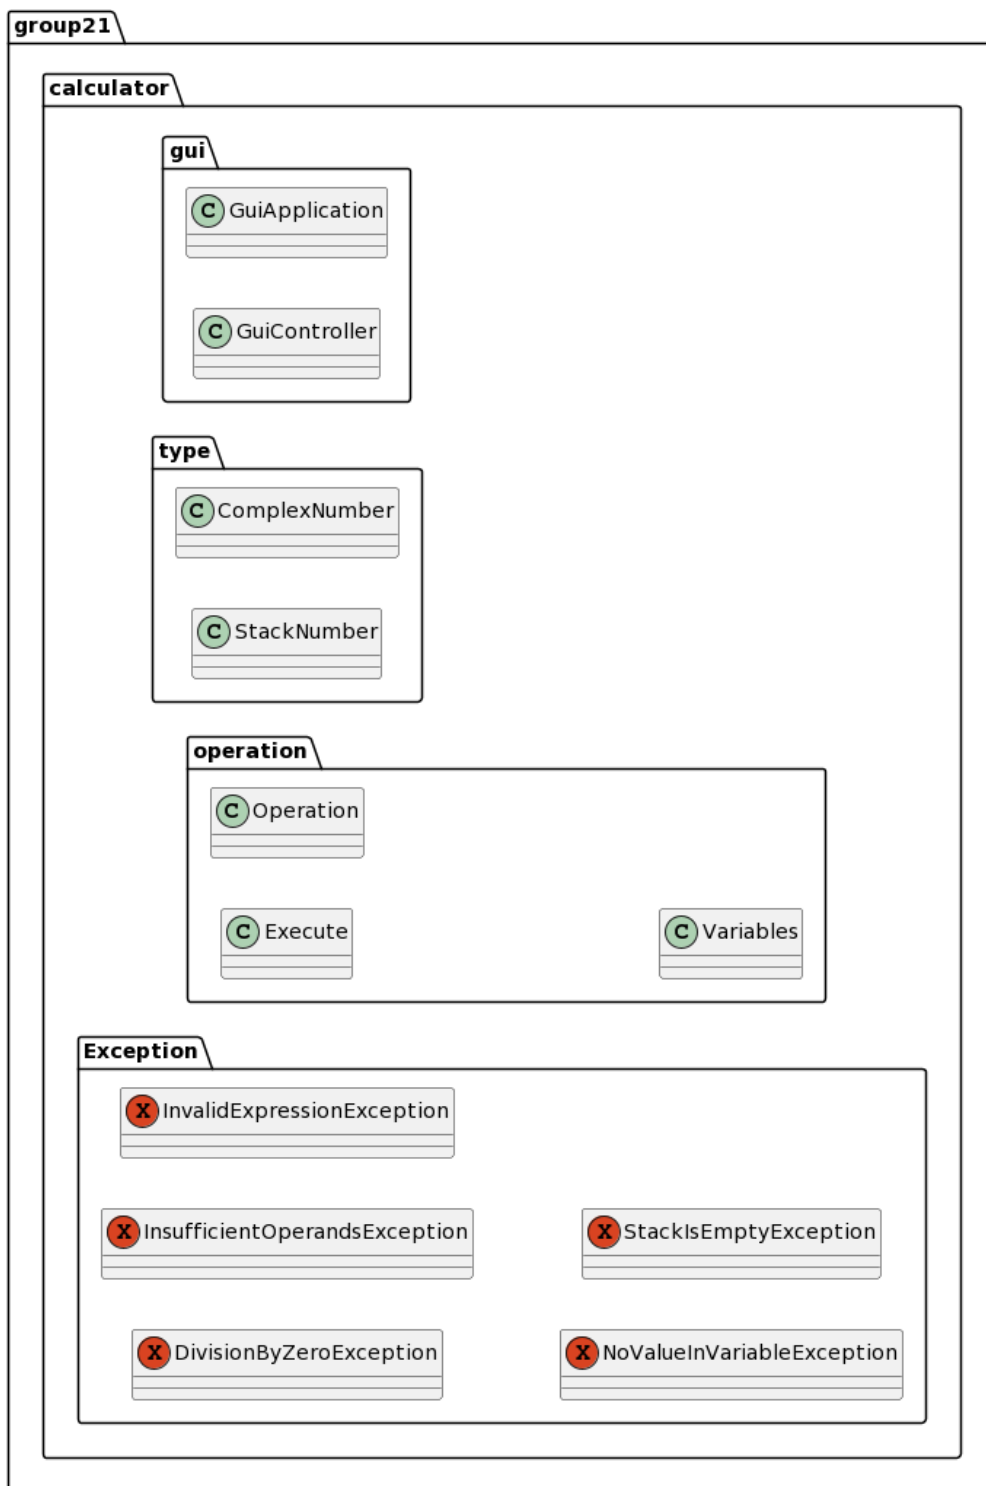 group21
calculator
gui
C GuiApplication
C GuiController
type
C ComplexNumber
C StackNumber
operation
C Operation
C Execute
C Variables
Exception
X InvalidExpressionException
X InsufficientOperandsException
X StackIsEmptyException
X DivisionByZeroException
X NoValueInVariableException